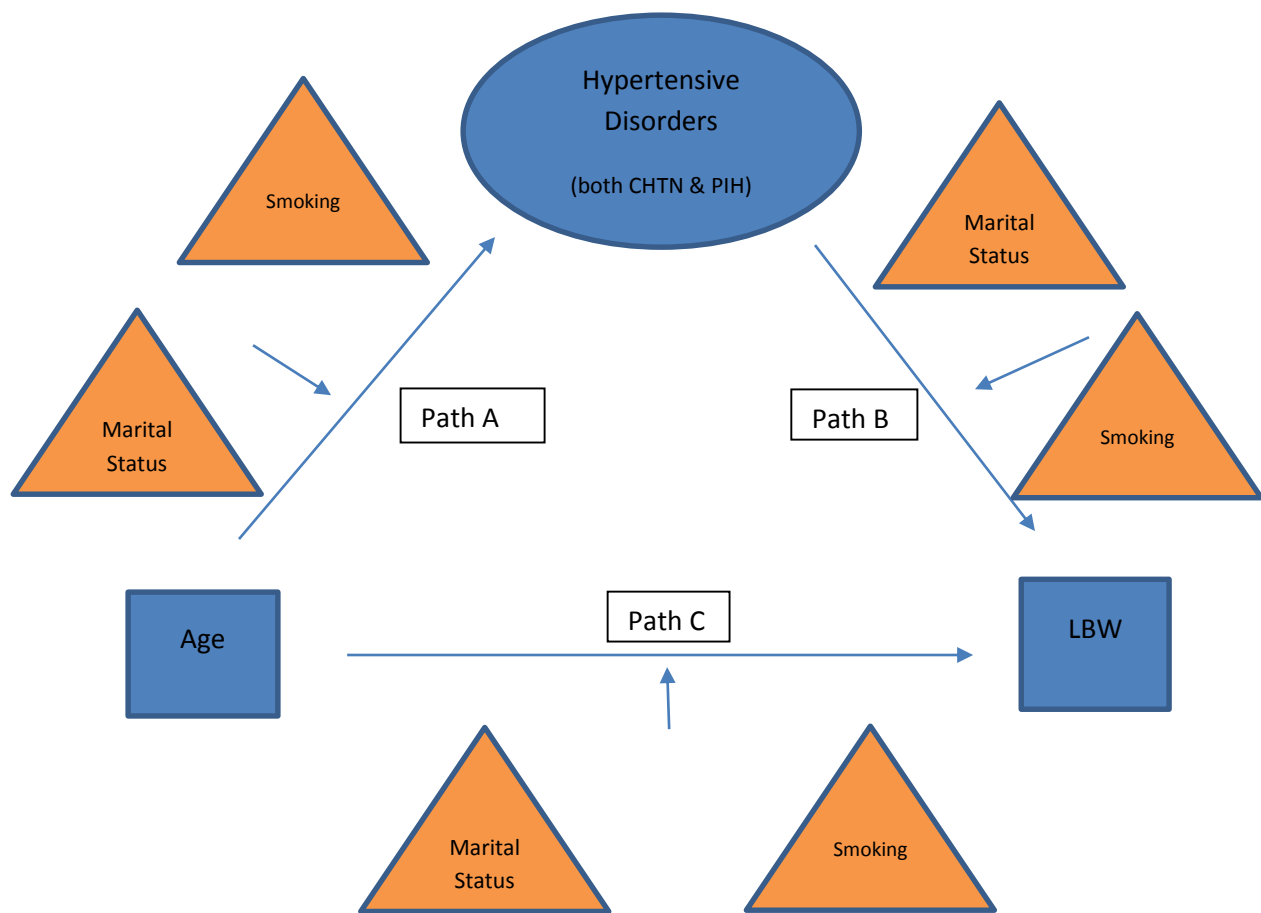 Hypertensive
Disorders
(both CHTN & PIH)
Smoking
Marital
Status
Marital
Status
Smoking
Path A
Path B
Age
Path C
LBW
Marital
Status
Smoking